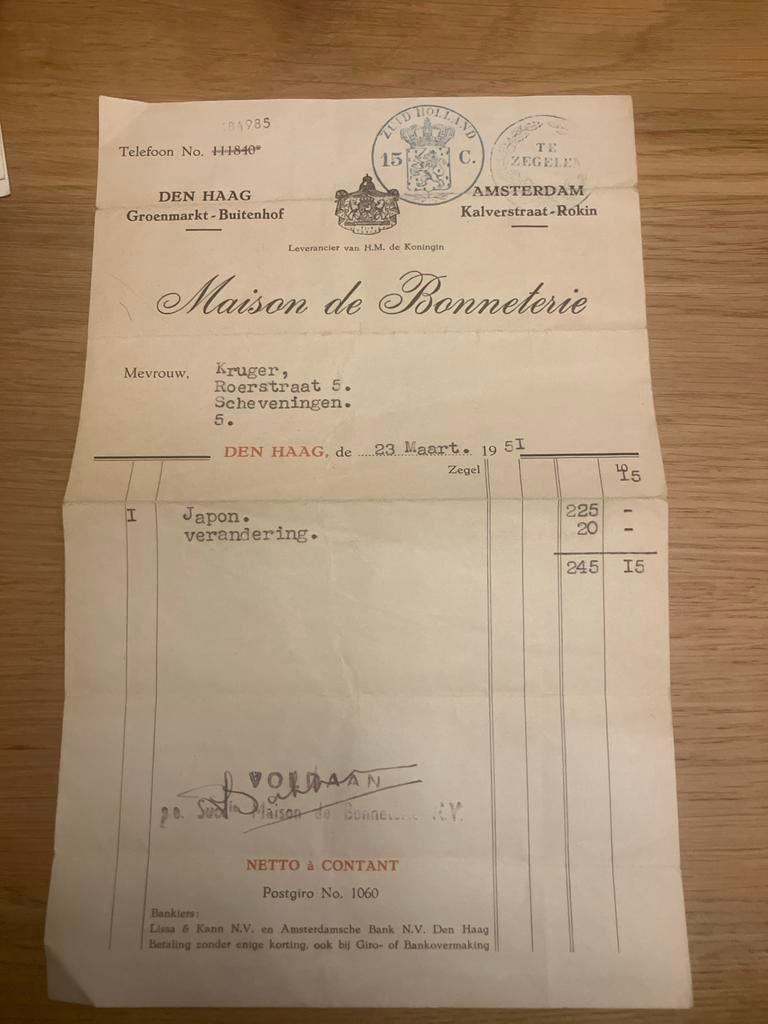 84985
Telefoon No. 111840*
ZUID HOLLAND
15 C.
TE
ZEGELEN
DEN HAAG
Groenmarkt - Buitenhof
AMSTERDAM
Kalverstraat - Rokin
Leverancier van H.M. de Koningin
Maison de Bonneterie
Mevrouw, Kruger,
Roerstraat 5.
Scheveningen.
5.
DEN HAAG, de 23 Maart. 1951
Zegel 15
I Japon. 225 -
verandering. 20 -
245 15
VOLDAAN
p.o. Maison de Bonneterie N.V.
NETTO à CONTANT
Postgiro No. 1060
Bankiers:
Lissa & Kann N.V. en Amsterdamsche Bank N.V. Den Haag
Betaling zonder enige korting, ook bij Giro- of Bankovermaking